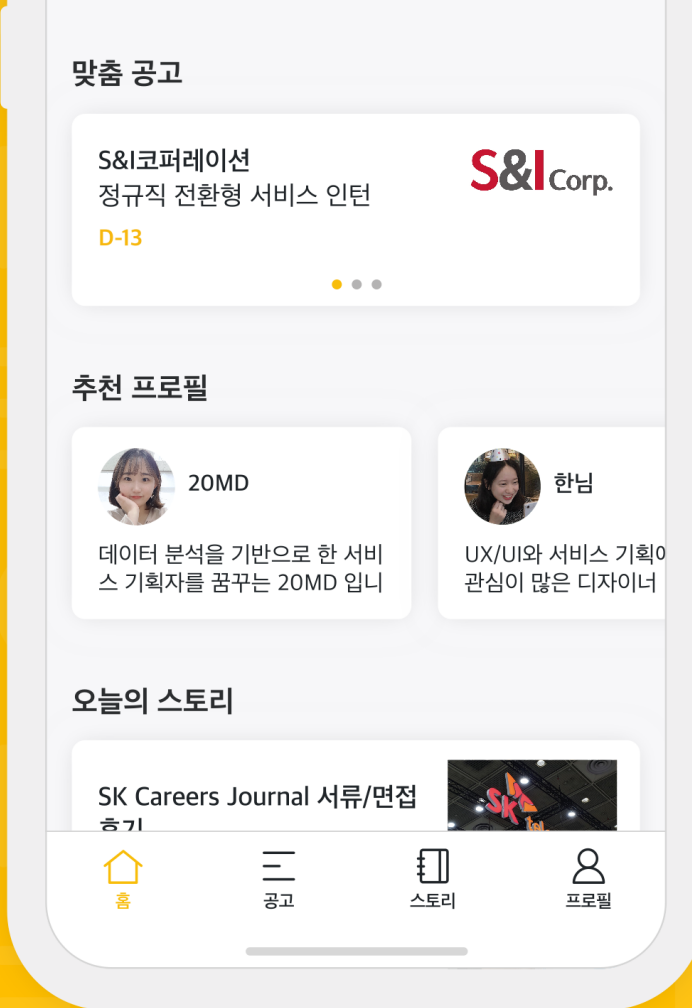 맞춤 공고
S&I코퍼레이션
정규직 전환형 서비스 인턴
D-13
S&I Corp.
추천 프로필
20MD
데이터 분석을 기반으로 한 서비
스 기획자를 꿈꾸는 20MD 입니
한님
UX/UI와 서비스 기획에
관심이 많은 디자이너
오늘의 스토리
SK Careers Journal 서류/면접
후기
SK
홈
공고
스토리
프로필